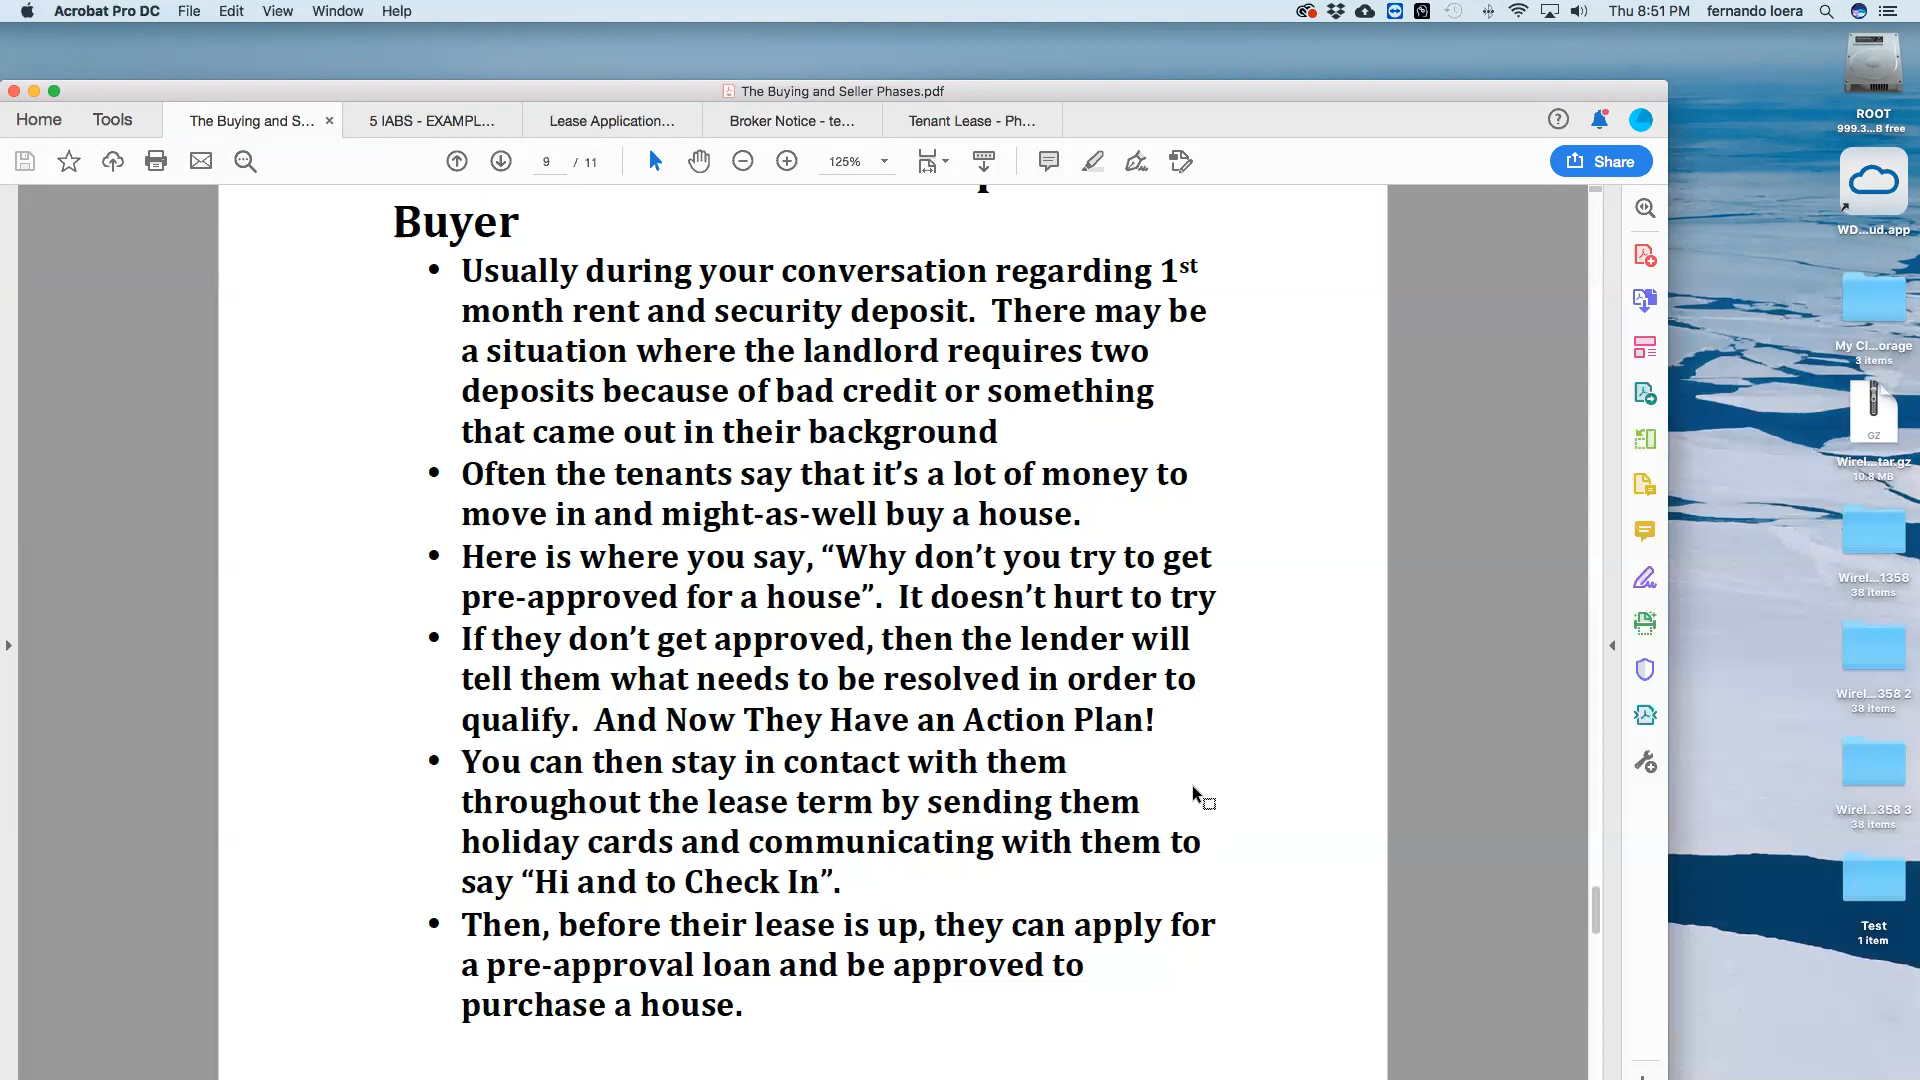 Acrobat Pro DC File Edit View Window Help Thu 8:51 PM fernando loera
The Buying and Seller Phases.pdf
Home Tools The Buying and S... × 5 IABS - EXAMPL... Lease Application... Broker Notice - te... Tenant Lease - Ph...
9 / 11 125% Share
Buyer
• Usually during your conversation regarding 1st
month rent and security deposit. There may be
a situation where the landlord requires two
deposits because of bad credit or something
that came out in their background
• Often the tenants say that it's a lot of money to
move in and might-as-well buy a house.
• Here is where you say, “Why don't you try to get
pre-approved for a house”. It doesn't hurt to try
• If they don't get approved, then the lender will
tell them what needs to be resolved in order to
qualify. And Now They Have an Action Plan!
• You can then stay in contact with them
throughout the lease term by sending them
holiday cards and communicating with them to
say “Hi and to Check In”.
• Then, before their lease is up, they can apply for
a pre-approval loan and be approved to
purchase a house.
ROOT
999.3...B free
WD...ud.app
My Cl...orage
3 items
GZ
Wirel...tar.gz
10.8 MB
Wirel...1358
38 items
Wirel...358 2
38 items
Wirel...358 3
38 items
Test
1 item